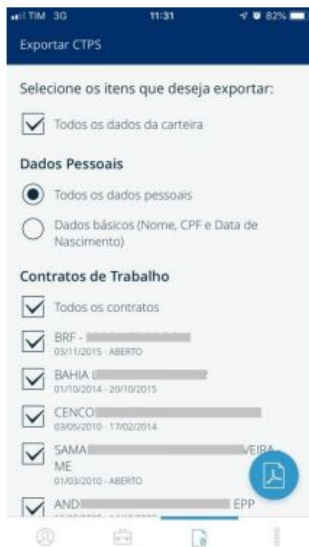 TIM 3G 11:31 82%
Exportar CTPS
Selecione os itens que deseja exportar:
Todos os dados da carteira
Dados Pessoais
Todos os dados pessoais
Dados básicos (Nome, CPF e Data de
Nascimento)
Contratos de Trabalho
Todos os contratos
BRF -
03/11/2015 - ABERTO
BAHIA
01/10/2014 - 20/10/2015
CENCO
03/05/2010 - 17/02/2014
SAMA VEIRA
ME
01/03/2010 - ABERTO
AND EPP